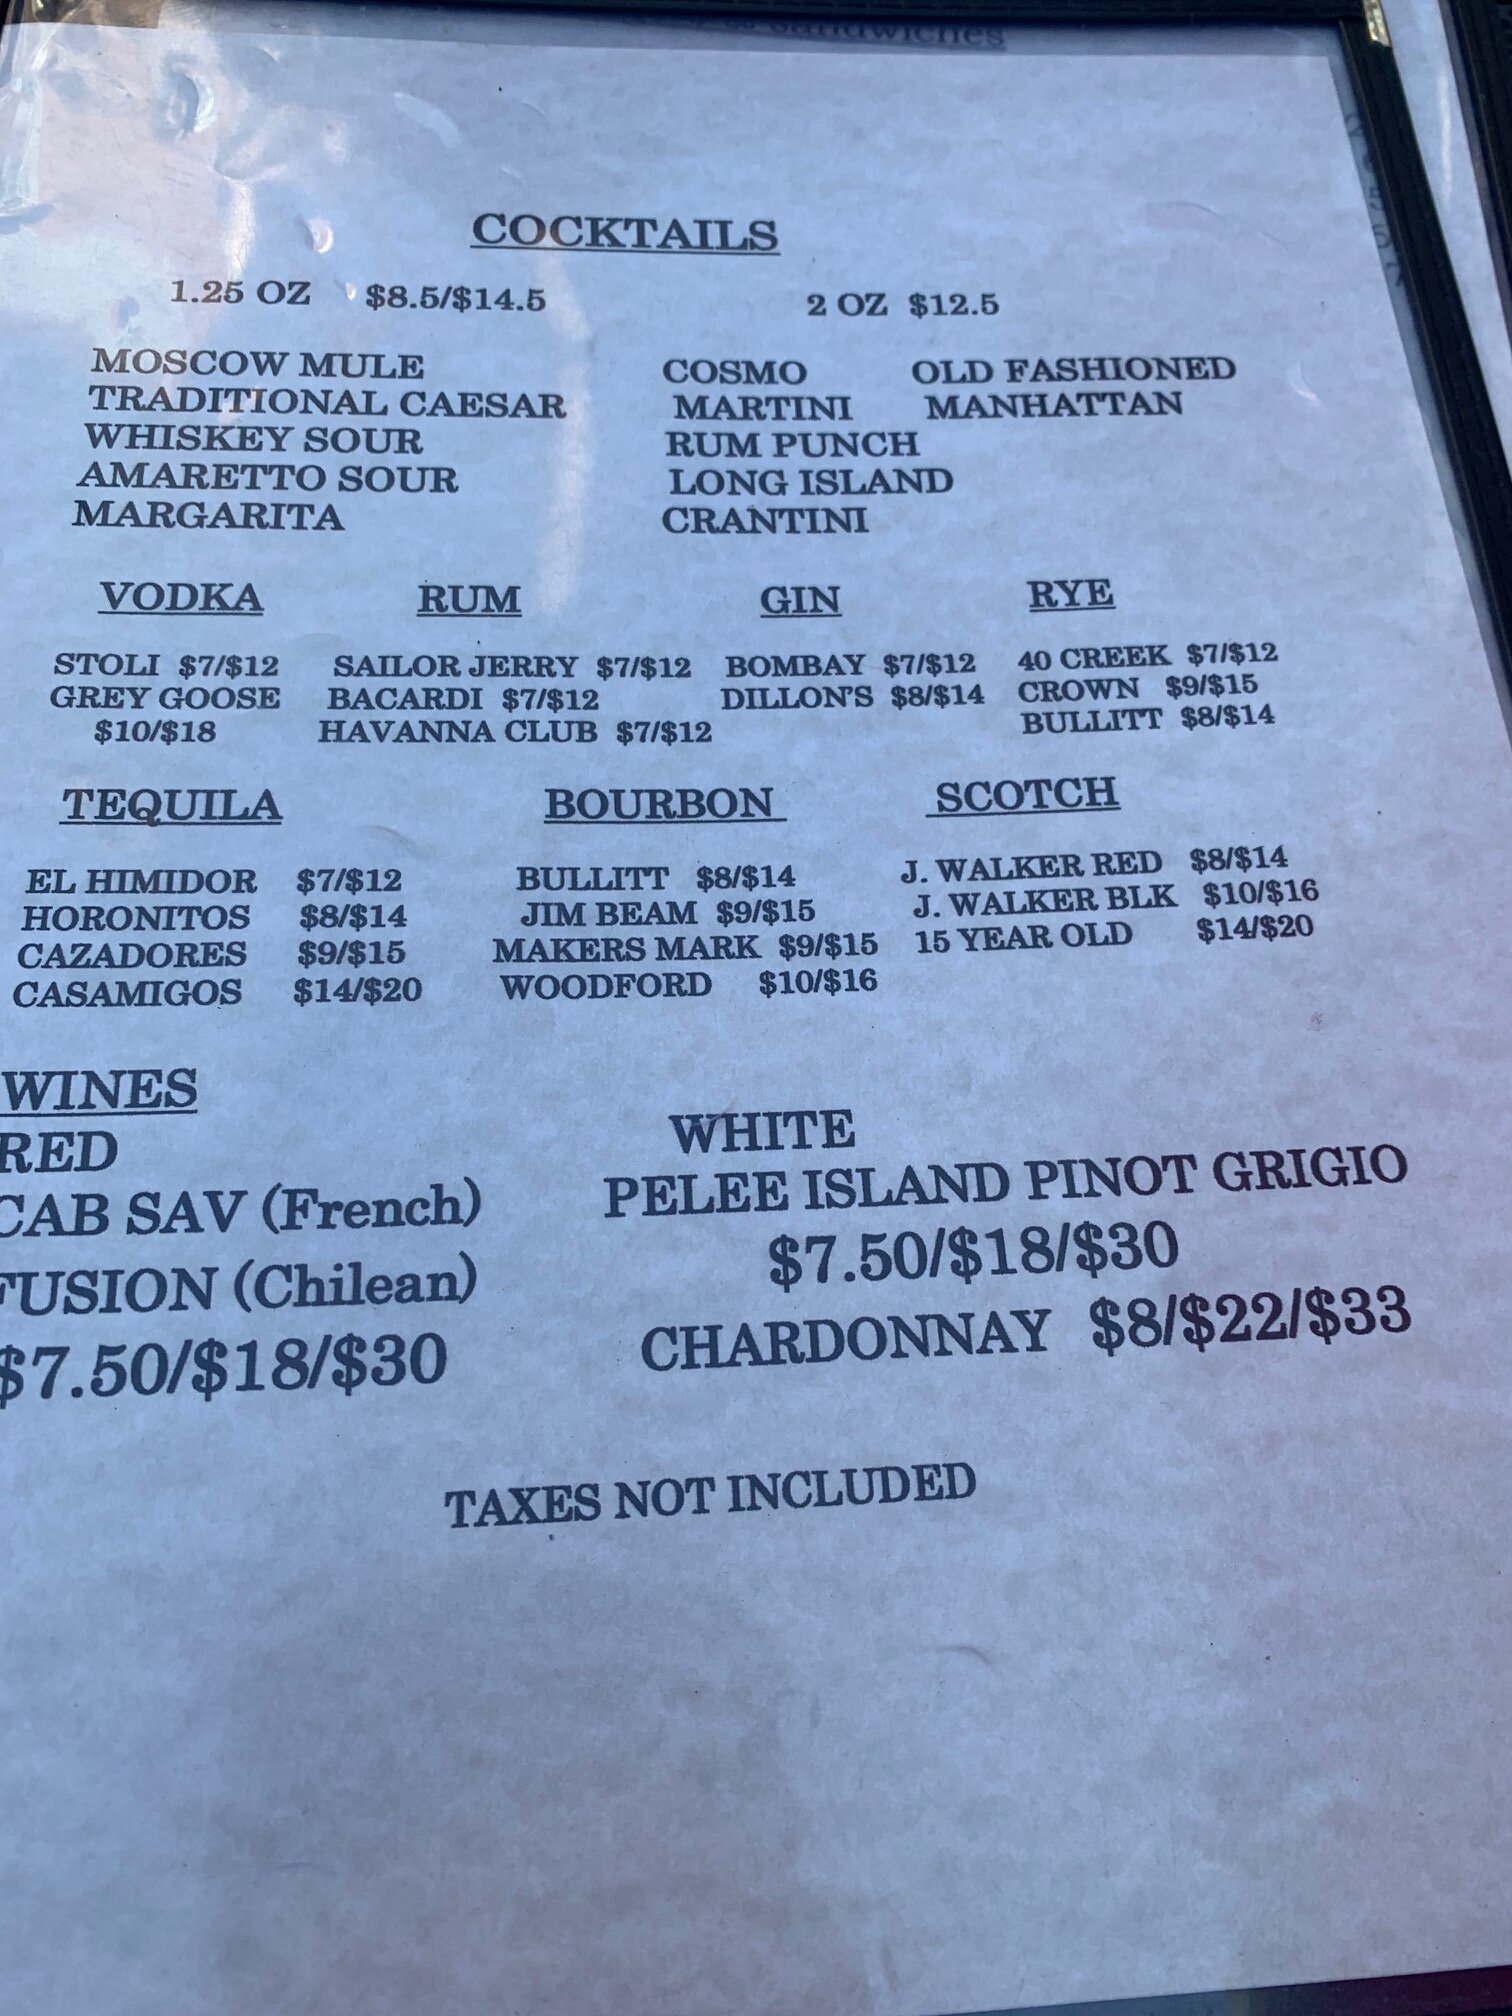 Sandwiches
COCKTAILS
1.25 OZ $8.5/$14.5
2 OZ $12.5
MOSCOW MULE
TRADITIONAL CAESAR
WHISKEY SOUR
AMARETTO SOUR
MARGARITA
COSMO OLD FASHIONED
MARTINI MANHATTAN
RUM PUNCH
LONG ISLAND
CRANTINI
VODKA
STOLI $7/$12
GREY GOOSE
$10/$18
RUM
SAILOR JERRY $7/$12
BACARDI $7/$12
HAVANNA CLUB $7/$12
GIN
BOMBAY $7/$12
DILLON'S $8/$14
RYE
40 CREEK $7/$12
CROWN $9/$15
BULLITT $8/$14
TEQUILA
EL HIMIDOR $7/$12
HORONITOS $8/$14
CAZADORES $9/$15
CASAMIGOS $14/$20
BOURBON
BULLITT $8/$14
JIM BEAM $9/$15
MAKERS MARK $9/$15
WOODFORD $10/$16
SCOTCH
J. WALKER RED $8/$14
J. WALKER BLK $10/$16
15 YEAR OLD $14/$20
WINES
RED
CAB SAV (French)
FUSION (Chilean)
$7.50/$18/$30
WHITE
PELEE ISLAND PINOT GRIGIO
$7.50/$18/$30
CHARDONNAY $8/$22/$33
TAXES NOT INCLUDED